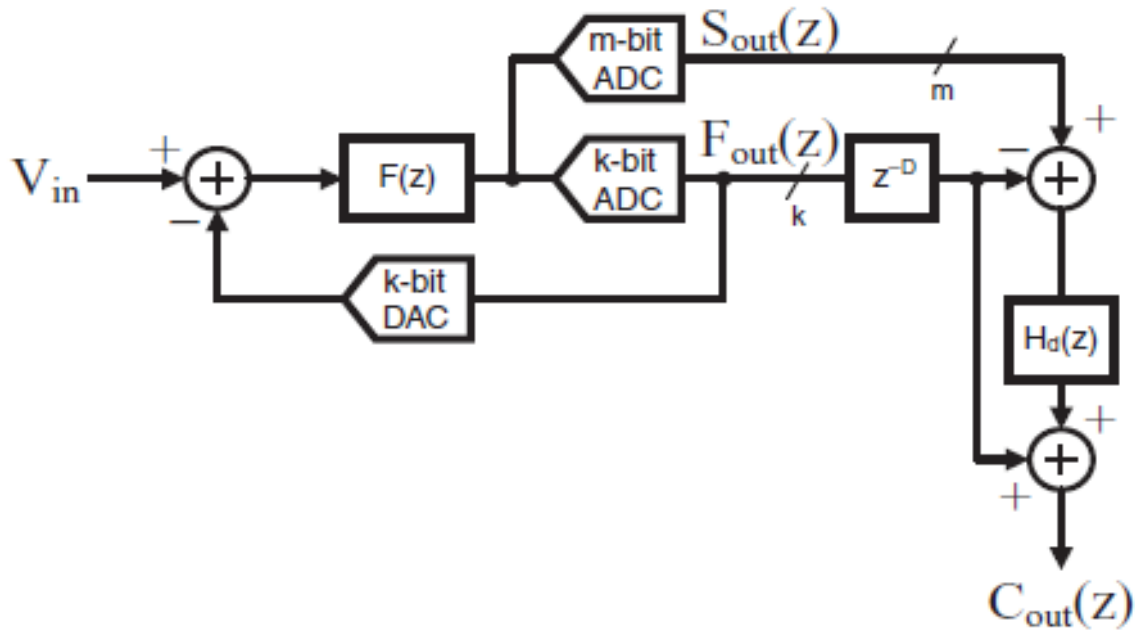 m-bit
ADC
S_out(z)
m
+
V_in
+
+
−
F(z)
k-bit
ADC
F_out(z)
k
z^−D
−
+
k-bit
DAC
H_d(z)
+
+
+
C_out(z)